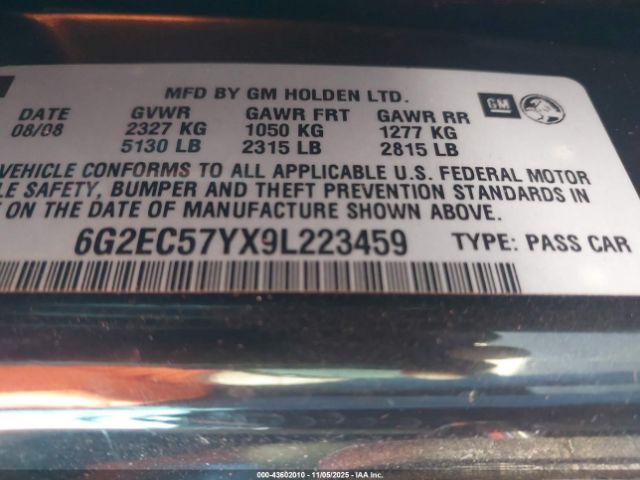 MFD BY GM HOLDEN LTD.
GM
DATE GVWR GAWR FRT GAWR RR
08/08 2327 KG 1050 KG 1277 KG
5130 LB 2315 LB 2815 LB
VEHICLE CONFORMS TO ALL APPLICABLE U.S. FEDERAL MOTOR
SAFETY, BUMPER AND THEFT PREVENTION STANDARDS IN
ON THE DATE OF MANUFACTURE SHOWN ABOVE.
6G2EC57YX9L223459 TYPE: PASS CAR
000-43602010 - 11/05/2025 - IAA Inc.